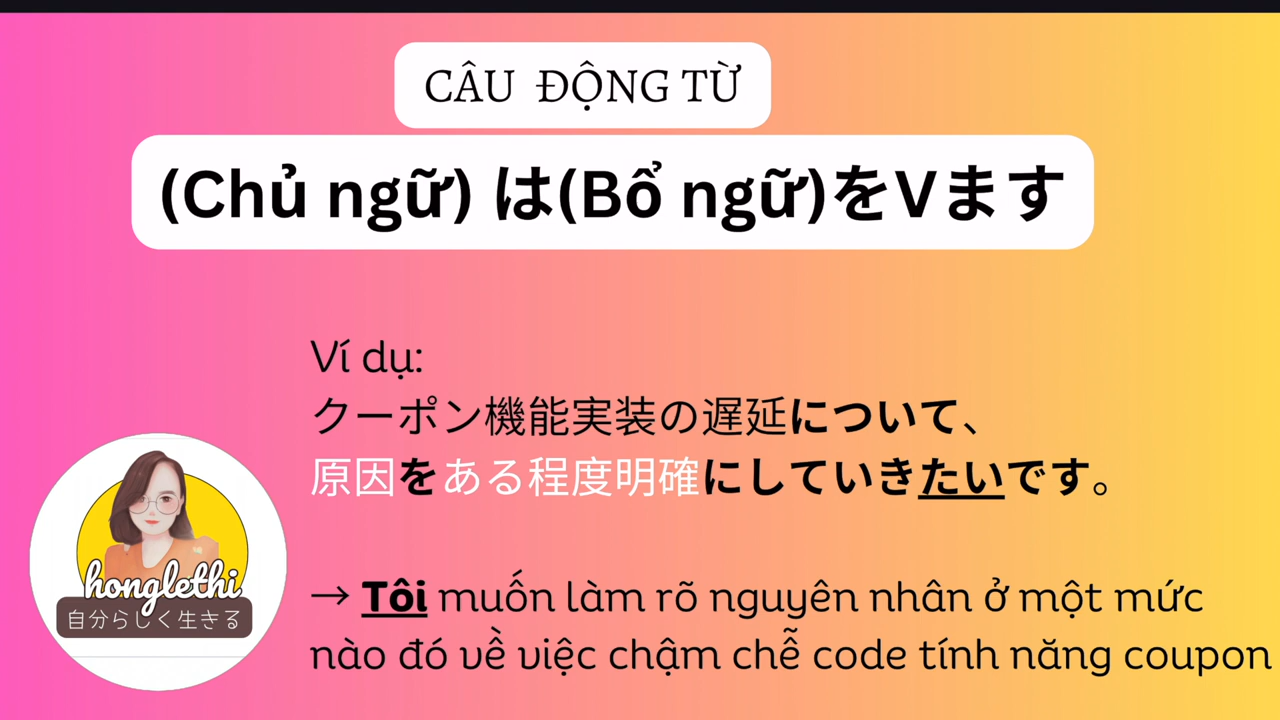 CÂU ĐỘNG TỪ
(Chủ ngữ) は(Bổ ngữ)をVます
Ví dụ:
クーポン機能実装の遅延について、
原因をある程度明確にしていきたいです。
→ Tôi muốn làm rõ nguyên nhân ở một mức
nào đó về việc chậm chễ code tính năng coupon
honglethi
自分らしく生きる